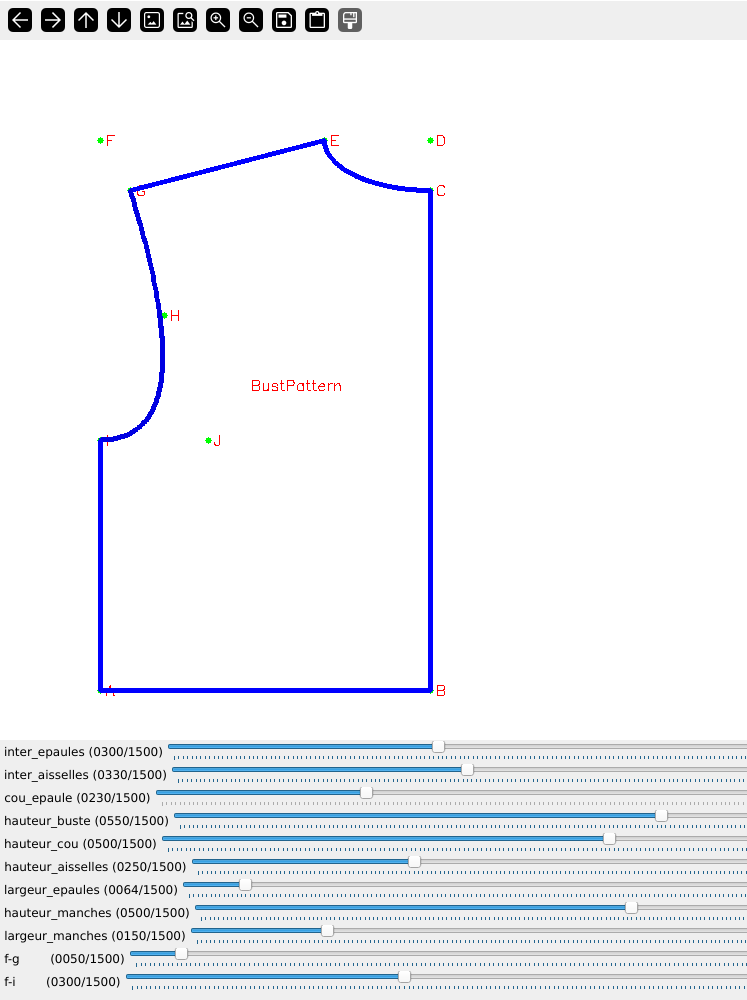 F
E
D
G
C
H
BustPattern
I
J
A
B
inter_epaules (0300/1500)
inter_aisselles (0330/1500)
cou_epaule (0230/1500)
hauteur_buste (0550/1500)
hauteur_cou (0500/1500)
hauteur_aisselles (0250/1500)
largeur_epaules (0064/1500)
hauteur_manches (0500/1500)
largeur_manches (0150/1500)
f-g (0050/1500)
f-i (0300/1500)